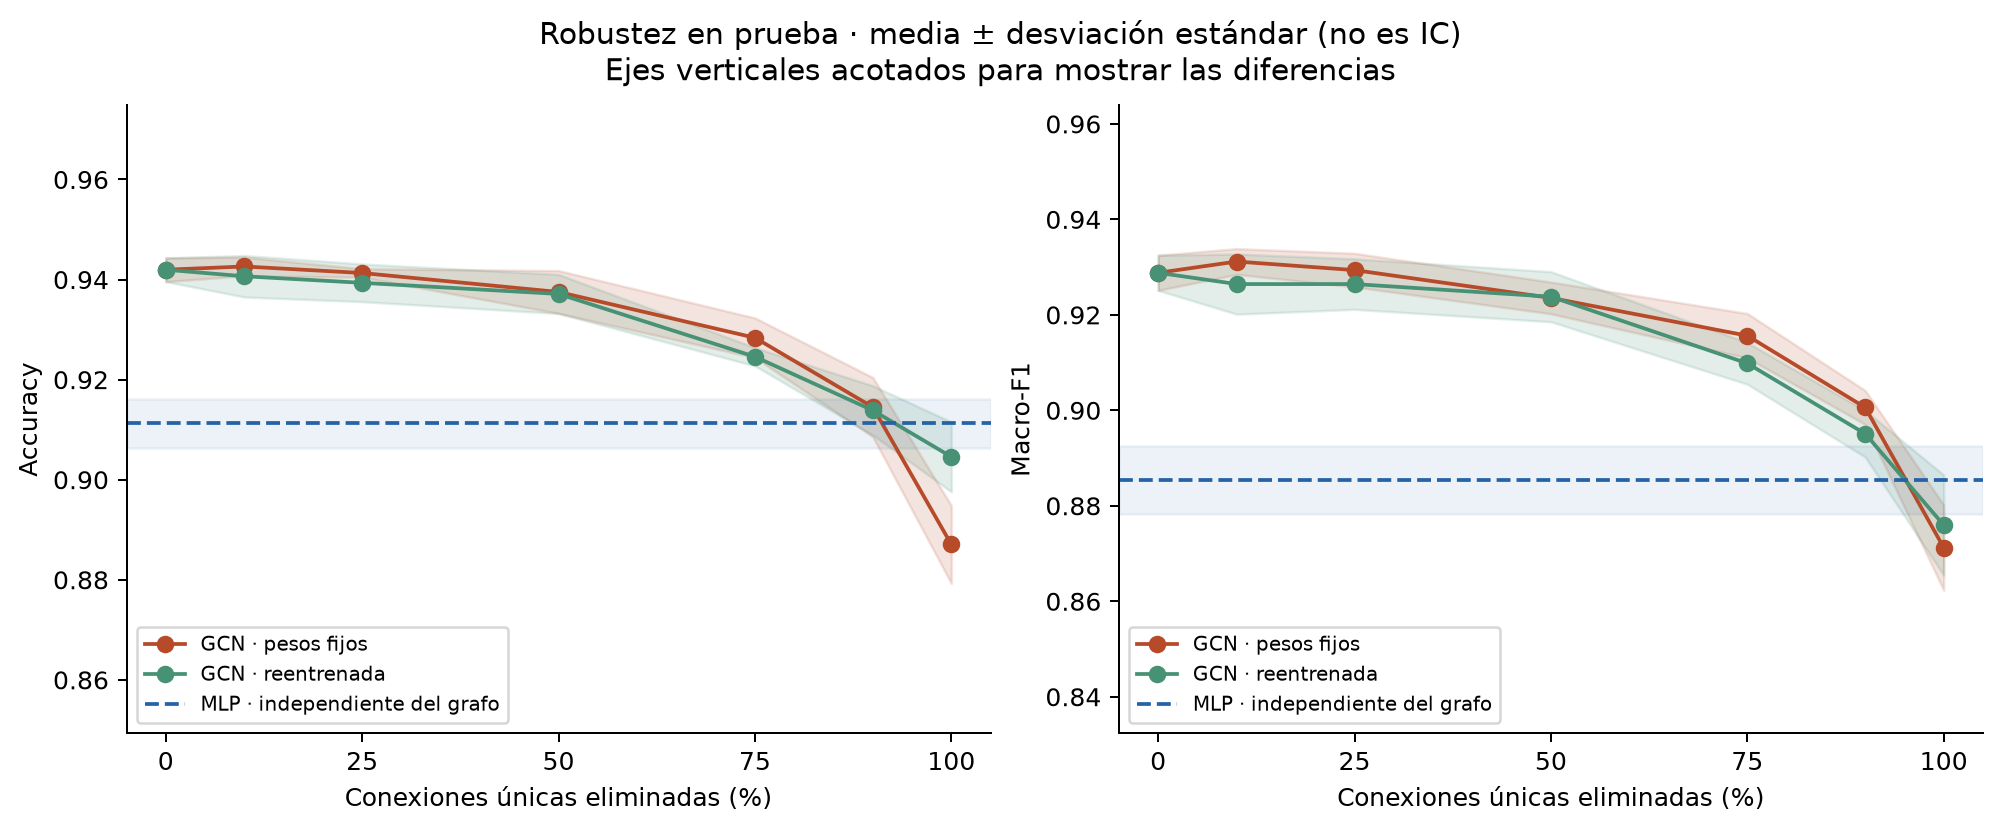 Robustez en prueba · media ± desviación estándar (no es IC)
Ejes verticales acotados para mostrar las diferencias
Accuracy
0.96
0.94
0.92
0.90
0.88
0.86
GCN · pesos fijos
GCN · reentrenada
MLP · independiente del grafo
0
25
50
75
100
Conexiones únicas eliminadas (%)
Macro-F1
0.96
0.94
0.92
0.90
0.88
0.86
0.84
GCN · pesos fijos
GCN · reentrenada
MLP · independiente del grafo
0
25
50
75
100
Conexiones únicas eliminadas (%)